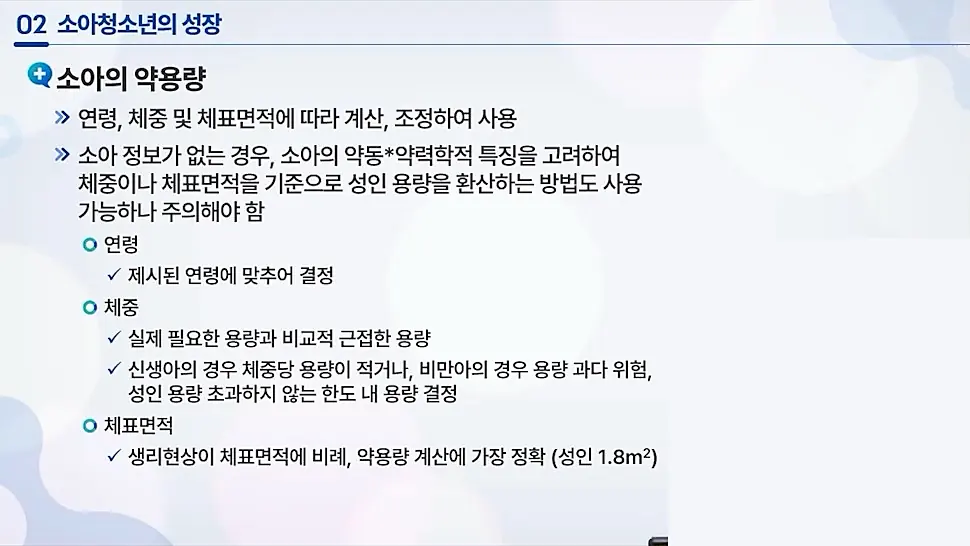 02 소아청소년의 성장
소아의 약용량
연령, 체중 및 체표면적에 따라 계산, 조정하여 사용
소아 정보가 없는 경우, 소아의 약동*약력학적 특징을 고려하여
체중이나 체표면적을 기준으로 성인 용량을 환산하는 방법도 사용
가능하나 주의해야 함
연령
✓ 제시된 연령에 맞추어 결정
체중
✓ 실제 필요한 용량과 비교적 근접한 용량
✓ 신생아의 경우 체중당 용량이 적거나, 비만아의 경우 용량 과다 위험,
성인 용량 초과하지 않는 한도 내 용량 결정
체표면적
✓ 생리현상이 체표면적에 비례, 약용량 계산에 가장 정확 (성인 1.8m²)